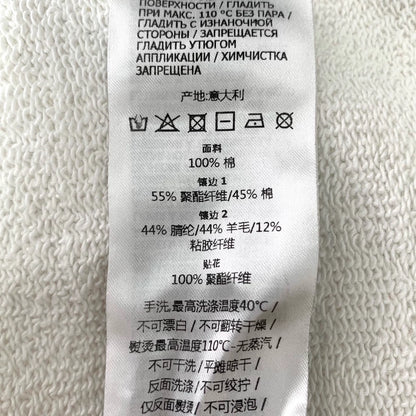 ПОВЕРХНОСТИ / ГЛАДИТЬ
ПРИ МАКС. 110 °C БЕЗ ПАРА /
ГЛАДИТЬ С ИЗНАНОЧНОЙ
СТОРОНЫ / ЗАПРЕЩАЕТСЯ
ГЛАДИТЬ УТЮГОМ
АППЛИКАЦИИ / ХИМЧИСТКА
ЗАПРЕЩЕНА
产地:意大利
面料
100% 棉
镶边 1
55% 聚酯纤维/45% 棉
镶边 2
44% 腈纶/44% 羊毛/12%
粘胶纤维
贴花
100% 聚酯纤维
手洗,最高洗涤温度40℃ /
不可漂白 / 不可翻转干燥 /
熨烫最高温度110℃-无蒸汽 /
不可干洗 / 平摊晾干 /
反面洗涤 / 不可绞拧 /
仅反面熨烫 / 不可浸泡 /